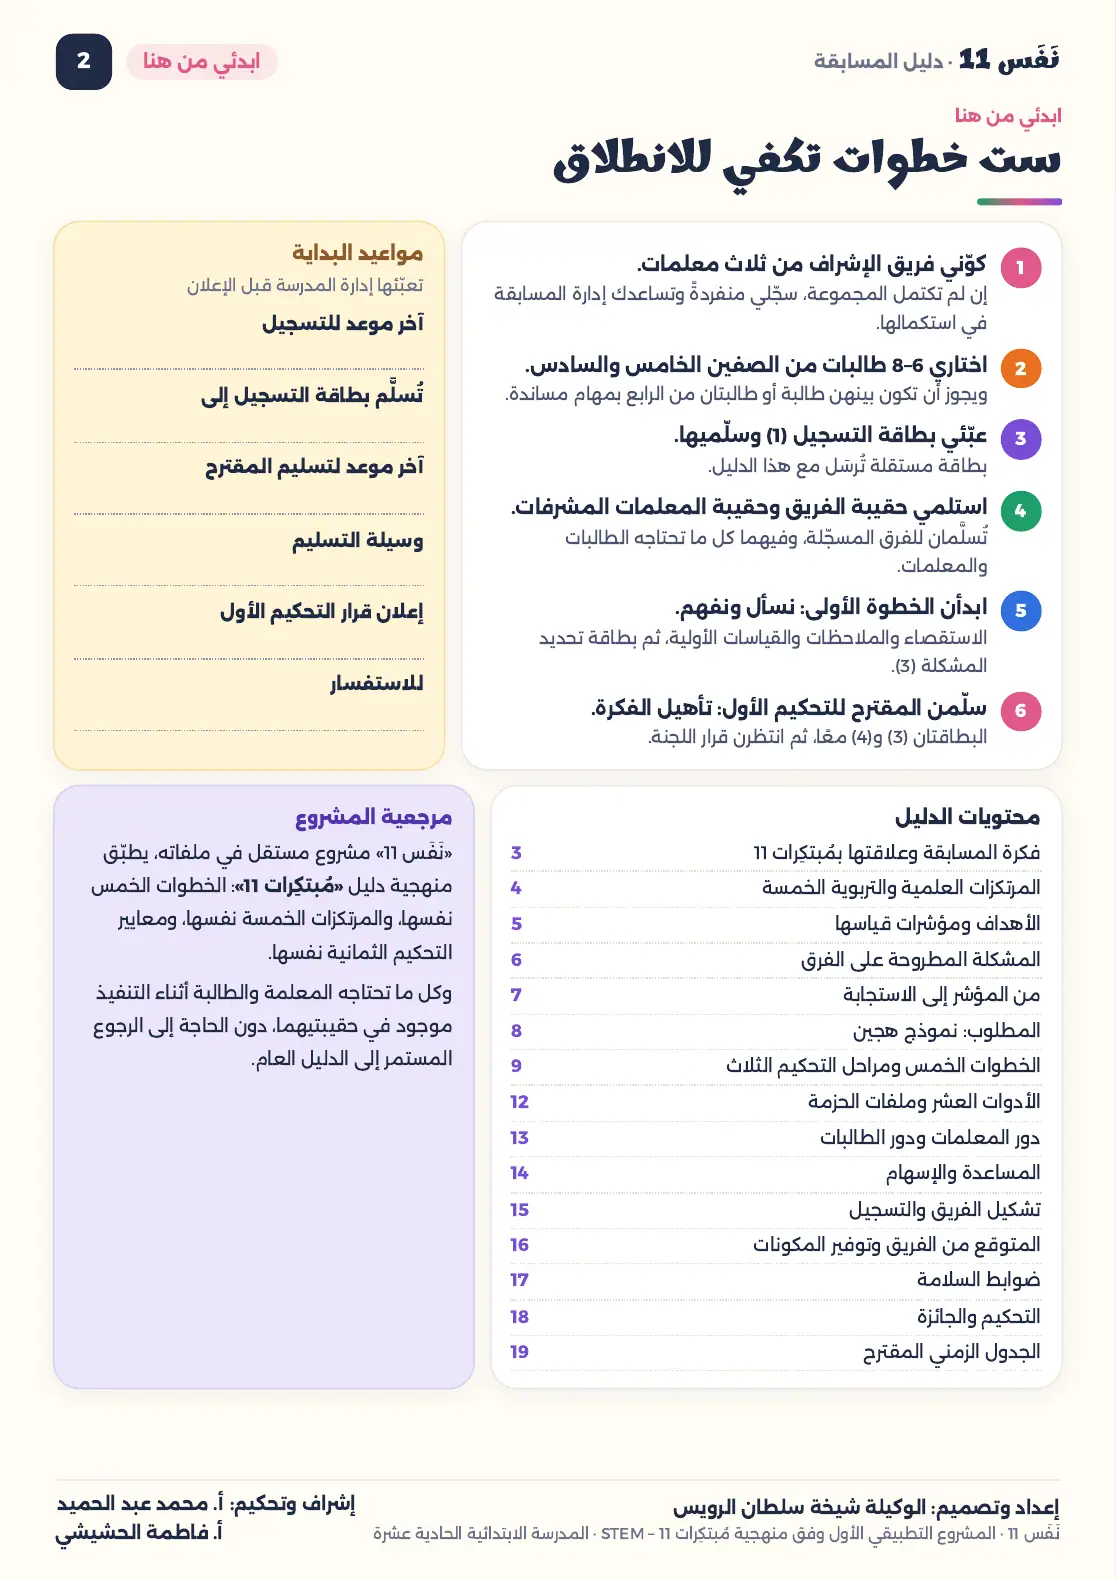 نَفَس 11 · دليل المسابقة
ابدئي من هنا
2
ابدئي من هنا
ست خطوات تكفي للانطلاق
1
كوّني فريق الإشراف من ثلاث معلمات.
إن لم تكتمل المجموعة، سجّلي منفردةً وتساعدك إدارة المسابقة
في استكمالها.
2
اختاري 6–8 طالبات من الصفين الخامس والسادس.
ويجوز أن تكون بينهن طالبة أو طالبتان من الرابع بمهام مساندة.
3
عبّئي بطاقة التسجيل (1) وسلّميها.
بطاقة مستقلة تُرسَل مع هذا الدليل.
4
استلمي حقيبة الفريق وحقيبة المعلمات المشرفات.
تُسلَّمان للفرق المسجّلة، وفيهما كل ما تحتاجه الطالبات
والمعلمات.
5
ابدأن الخطوة الأولى: نسأل ونفهم.
الاستقصاء والملاحظات والقياسات الأولية، ثم بطاقة تحديد
المشكلة (3).
6
سلّمن المقترح للتحكيم الأول: تأهيل الفكرة.
البطاقتان (3) و(4) معًا، ثم انتظرن قرار اللجنة.
مواعيد البداية
تعبّئها إدارة المدرسة قبل الإعلان
آخر موعد للتسجيل
تُسلَّم بطاقة التسجيل إلى
آخر موعد لتسليم المقترح
وسيلة التسليم
إعلان قرار التحكيم الأول
للاستفسار
محتويات الدليل
فكرة المسابقة وعلاقتها بمُبتكِرات 11 3
المرتكزات العلمية والتربوية الخمسة 4
الأهداف ومؤشرات قياسها 5
المشكلة المطروحة على الفرق 6
من المؤشر إلى الاستجابة 7
المطلوب: نموذج هجين 8
الخطوات الخمس ومراحل التحكيم الثلاث 9
الأدوات العشر وملفات الحزمة 12
دور المعلمات ودور الطالبات 13
المساعدة والإسهام 14
تشكيل الفريق والتسجيل 15
المتوقع من الفريق وتوفير المكونات 16
ضوابط السلامة 17
التحكيم والجائزة 18
الجدول الزمني المقترح 19
مرجعية المشروع
«نَفَس 11» مشروع مستقل في ملفاته، يطبّق
منهجية دليل «مُبتكِرات 11»: الخطوات الخمس
نفسها، والمرتكزات الخمسة نفسها، ومعايير
التحكيم الثمانية نفسها.
وكل ما تحتاجه المعلمة والطالبة أثناء التنفيذ
موجود في حقيبتيهما، دون الحاجة إلى الرجوع
المستمر إلى الدليل العام.
إعداد وتصميم: الوكيلة شيخة سلطان الرويس
نَفَس 11 · المشروع التطبيقي الأول وفق منهجية مُبتكِرات 11 – STEM · المدرسة الابتدائية الحادية عشرة
إشراف وتحكيم: أ. محمد عبد الحميد
أ. فاطمة الحشيشي